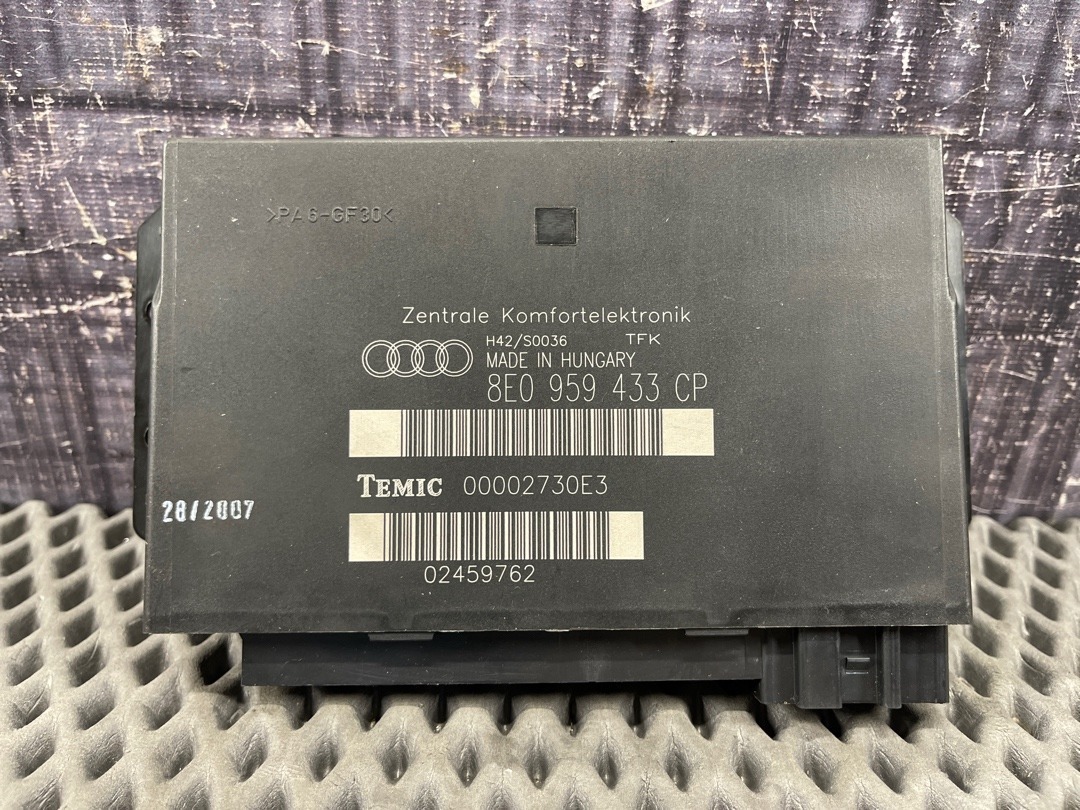 >PA6-GF30<
Zentrale Komfortelektronik
H42/S0036 TFK
MADE IN HUNGARY
8E0 959 433 CP
TEMIC 00002730E3
28/2007
02459762